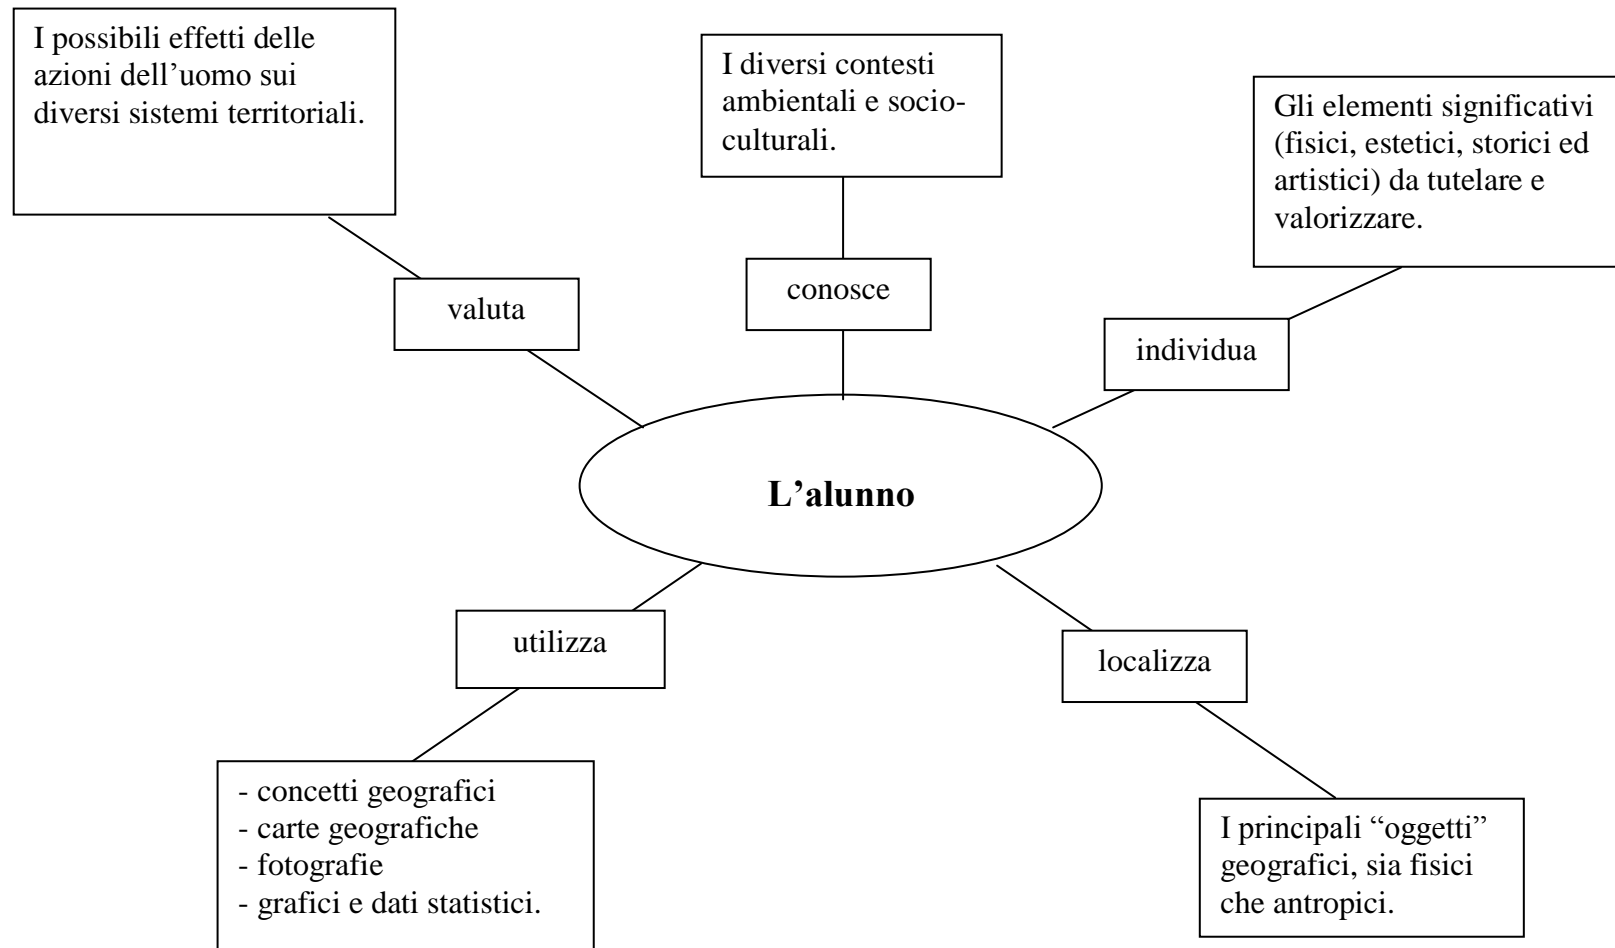 I possibili effetti delle
azioni dell’uomo sui
diversi sistemi territoriali.
I diversi contesti
ambientali e socio-
culturali.
Gli elementi significativi
(fisici, estetici, storici ed
artistici) da tutelare e
valorizzare.
valuta
conosce
individua
L’alunno
utilizza
localizza
- concetti geografici
- carte geografiche
- fotografie
- grafici e dati statistici.
I principali “oggetti”
geografici, sia fisici
che antropici.